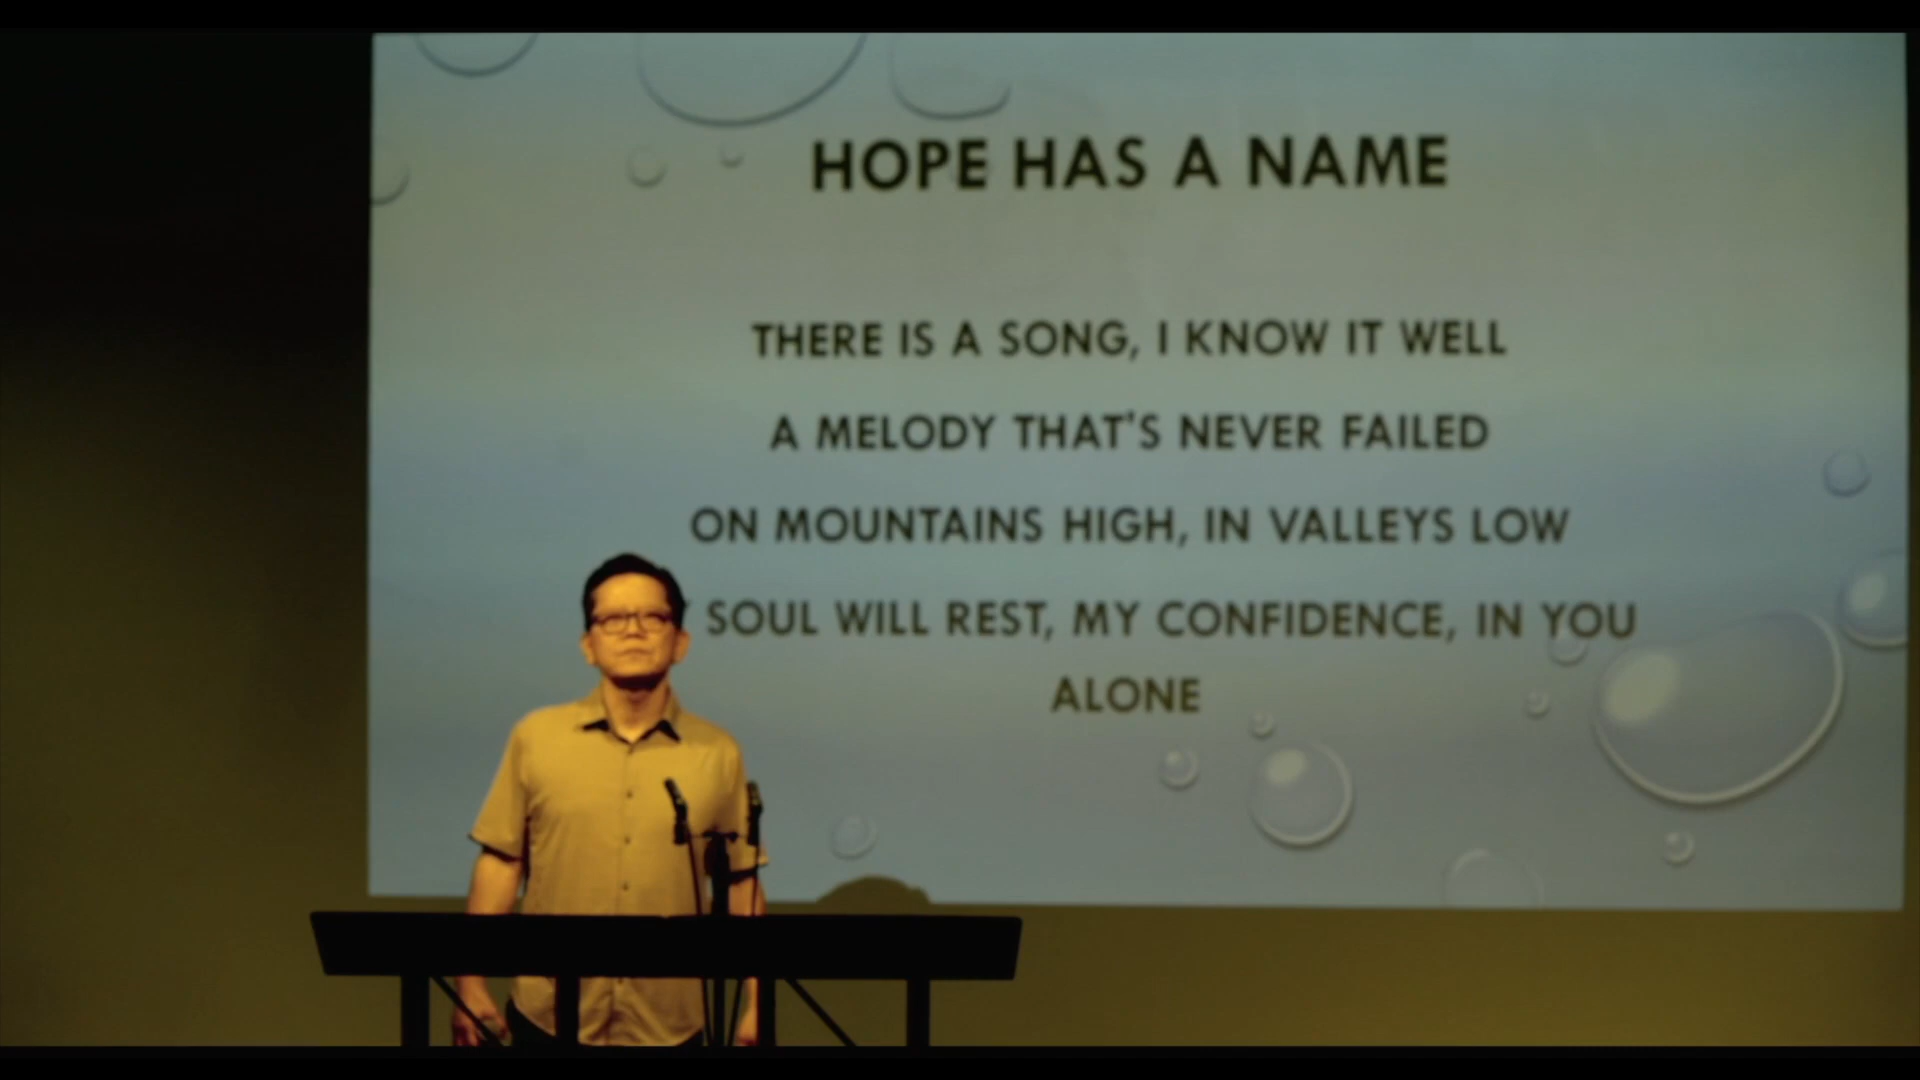 HOPE HAS A NAME
THERE IS A SONG, I KNOW IT WELL
A MELODY THAT'S NEVER FAILED
ON MOUNTAINS HIGH, IN VALLEYS LOW
SOUL WILL REST, MY CONFIDENCE, IN YOU
ALONE